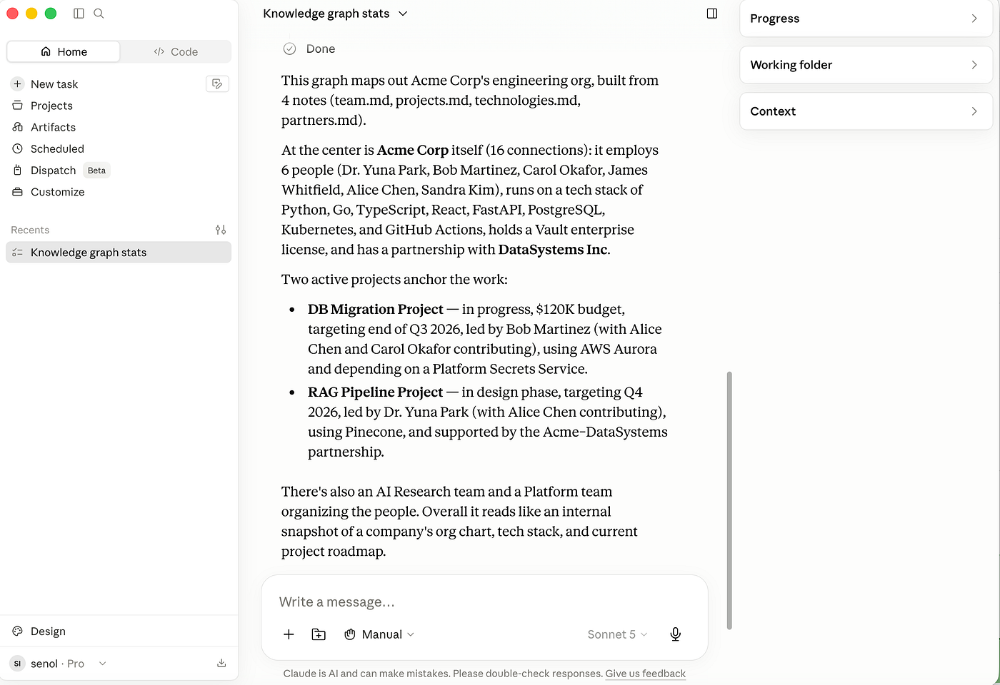 Home
Code
New task
Projects
Artifacts
Scheduled
Dispatch Beta
Customize
Recents
Knowledge graph stats
Design
SI senol · Pro
Knowledge graph stats
Done
This graph maps out Acme Corp's engineering org, built from
4 notes (team.md, projects.md, technologies.md,
partners.md).
At the center is Acme Corp itself (16 connections): it employs
6 people (Dr. Yuna Park, Bob Martinez, Carol Okafor, James
Whitfield, Alice Chen, Sandra Kim), runs on a tech stack of
Python, Go, TypeScript, React, FastAPI, PostgreSQL,
Kubernetes, and GitHub Actions, holds a Vault enterprise
license, and has a partnership with DataSystems Inc.
Two active projects anchor the work:
• DB Migration Project — in progress, $120K budget,
targeting end of Q3 2026, led by Bob Martinez (with Alice
Chen and Carol Okafor contributing), using AWS Aurora
and depending on a Platform Secrets Service.
• RAG Pipeline Project — in design phase, targeting Q4
2026, led by Dr. Yuna Park (with Alice Chen contributing),
using Pinecone, and supported by the Acme–DataSystems
partnership.
There's also an AI Research team and a Platform team
organizing the people. Overall it reads like an internal
snapshot of a company's org chart, tech stack, and current
project roadmap.
Write a message...
Manual
Sonnet 5
Claude is AI and can make mistakes. Please double-check responses. Give us feedback
Progress
Working folder
Context